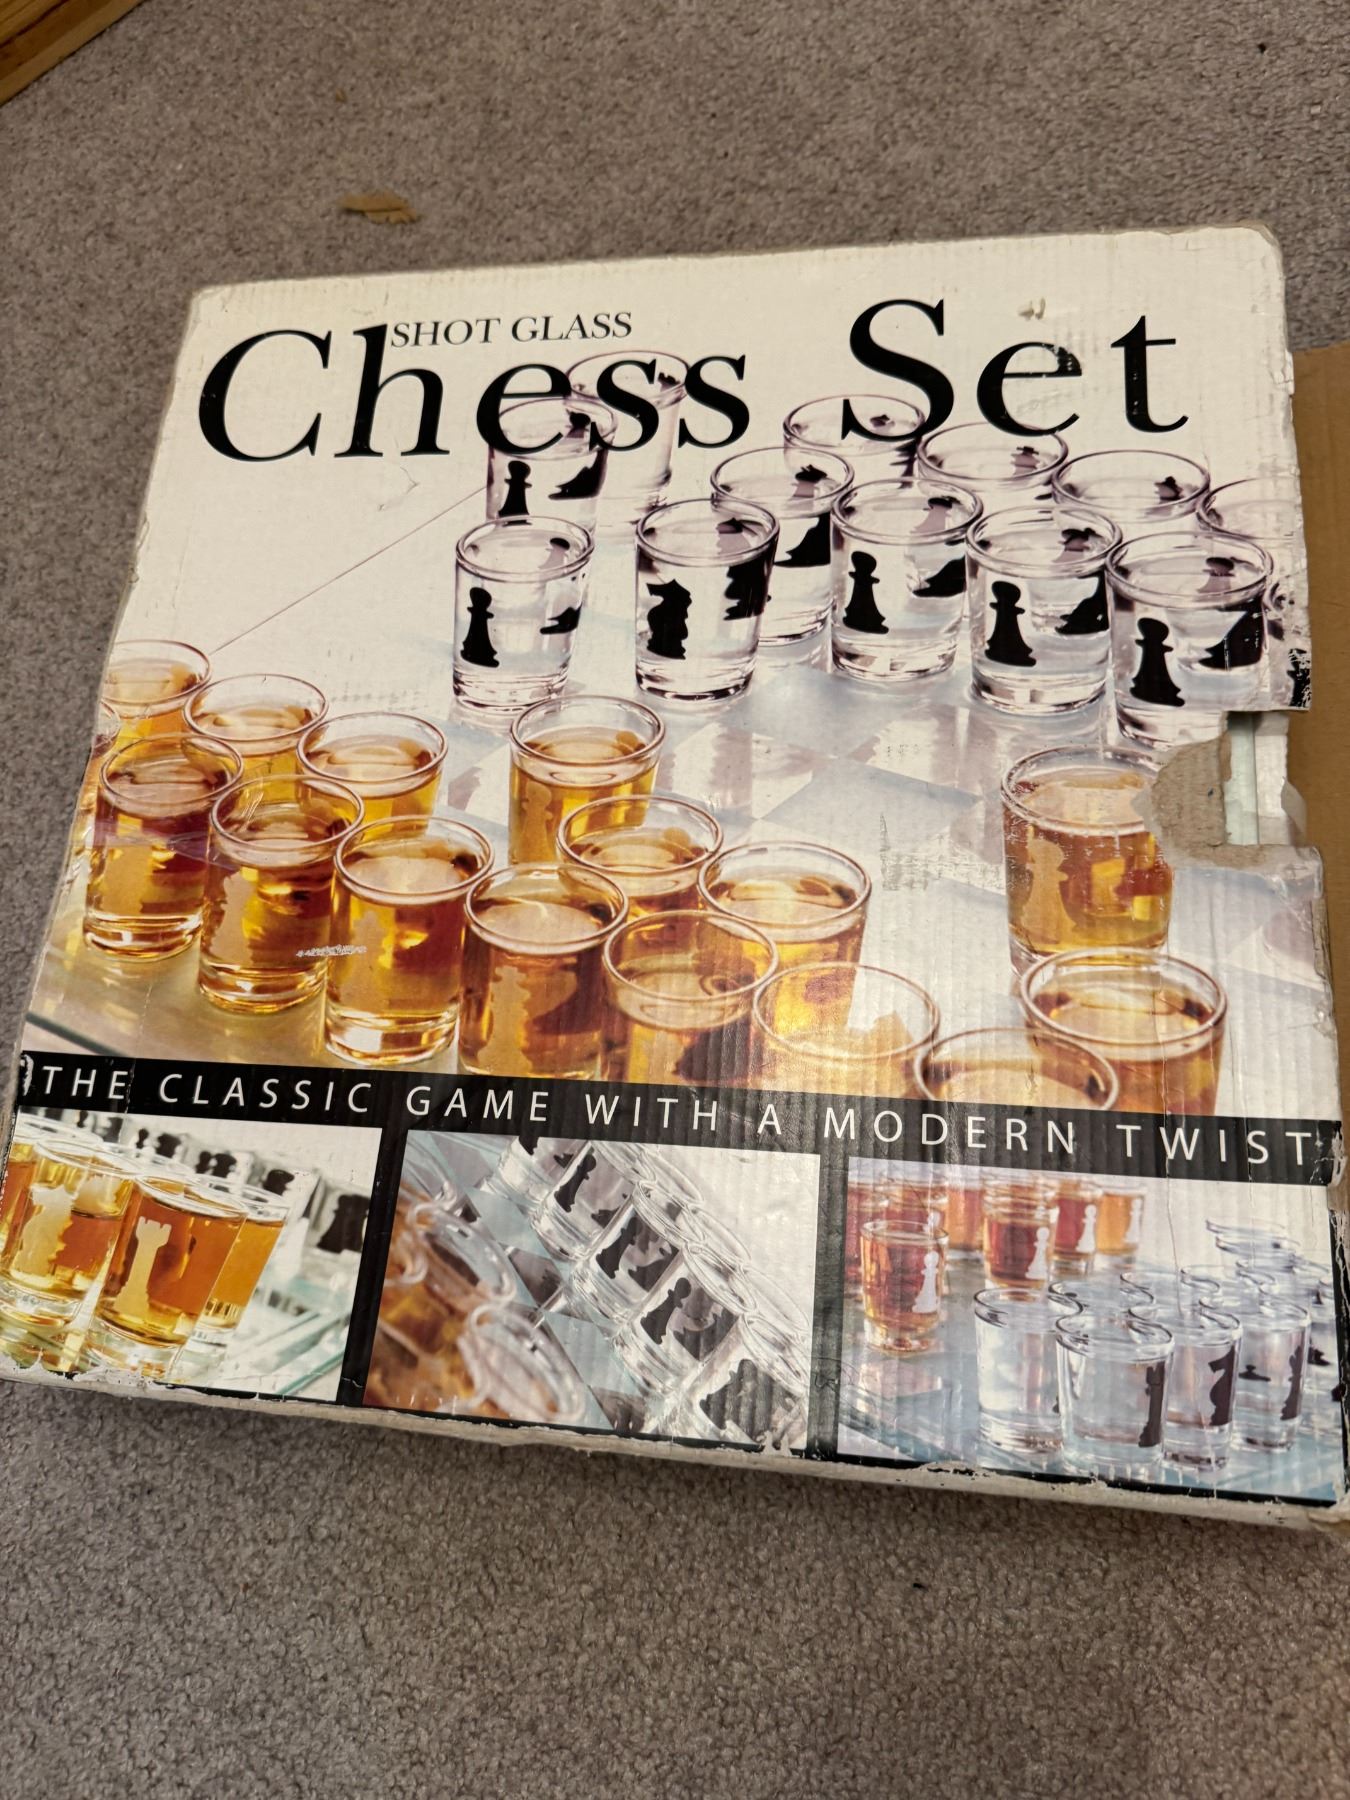 SHOT GLASS
Chess Set
THE CLASSIC GAME WITH A MODERN TWIST